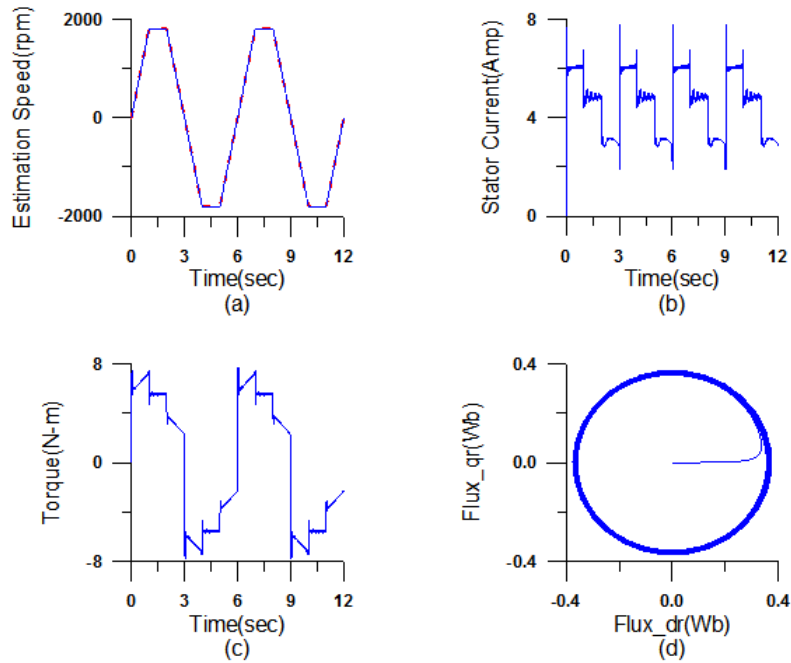 Estimation Speed(rpm)
2000
0
-2000
0 3 6 9 12
Time(sec)
(a)
Stator Current(Amp)
8
4
0
0 3 6 9 12
Time(sec)
(b)
Torque(N-m)
8
0
-8
0 3 6 9 12
Time(sec)
(c)
Flux_qr(Wb)
0.4
0.0
-0.4
-0.4 0.0 0.4
Flux_dr(Wb)
(d)